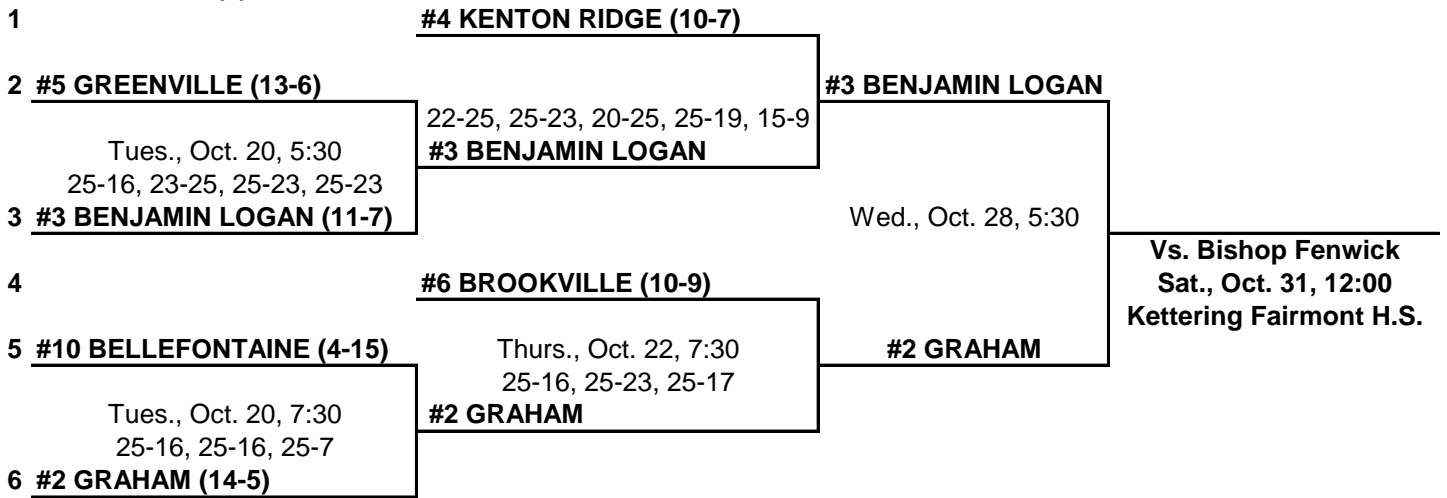 1 #4 KENTON RIDGE (10-7)
2 #5 GREENVILLE (13-6) #3 BENJAMIN LOGAN
22-25, 25-23, 20-25, 25-19, 15-9
Tues., Oct. 20, 5:30 #3 BENJAMIN LOGAN
25-16, 23-25, 25-23, 25-23
3 #3 BENJAMIN LOGAN (11-7) Wed., Oct. 28, 5:30
Vs. Bishop Fenwick
4 #6 BROOKVILLE (10-9) Sat., Oct. 31, 12:00
Kettering Fairmont H.S.
5 #10 BELLEFONTAINE (4-15) Thurs., Oct. 22, 7:30 #2 GRAHAM
25-16, 25-23, 25-17
Tues., Oct. 20, 7:30 #2 GRAHAM
25-16, 25-16, 25-7
6 #2 GRAHAM (14-5)